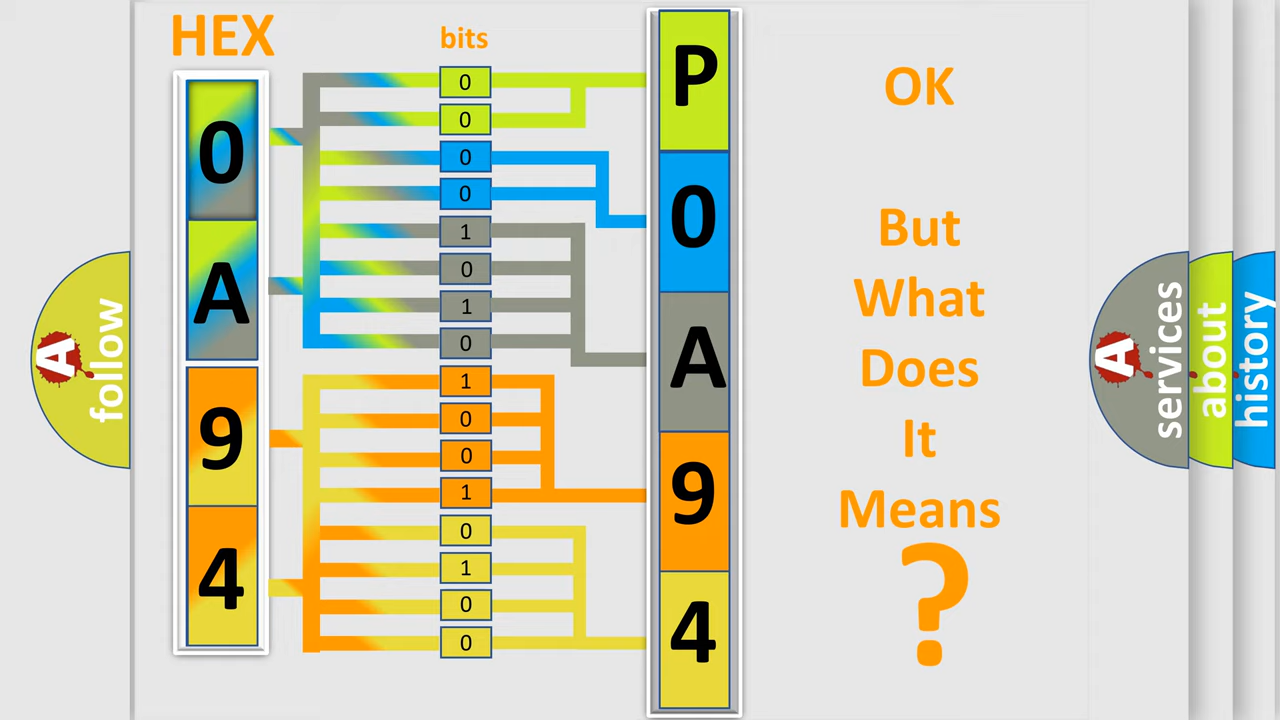 HEX
bits
0
A
9
4
0
0
0
0
1
0
1
0
1
0
0
1
0
1
0
0
P
0
A
9
4
OK
But
What
Does
It
Means
?
A
follow
A
services
about
history